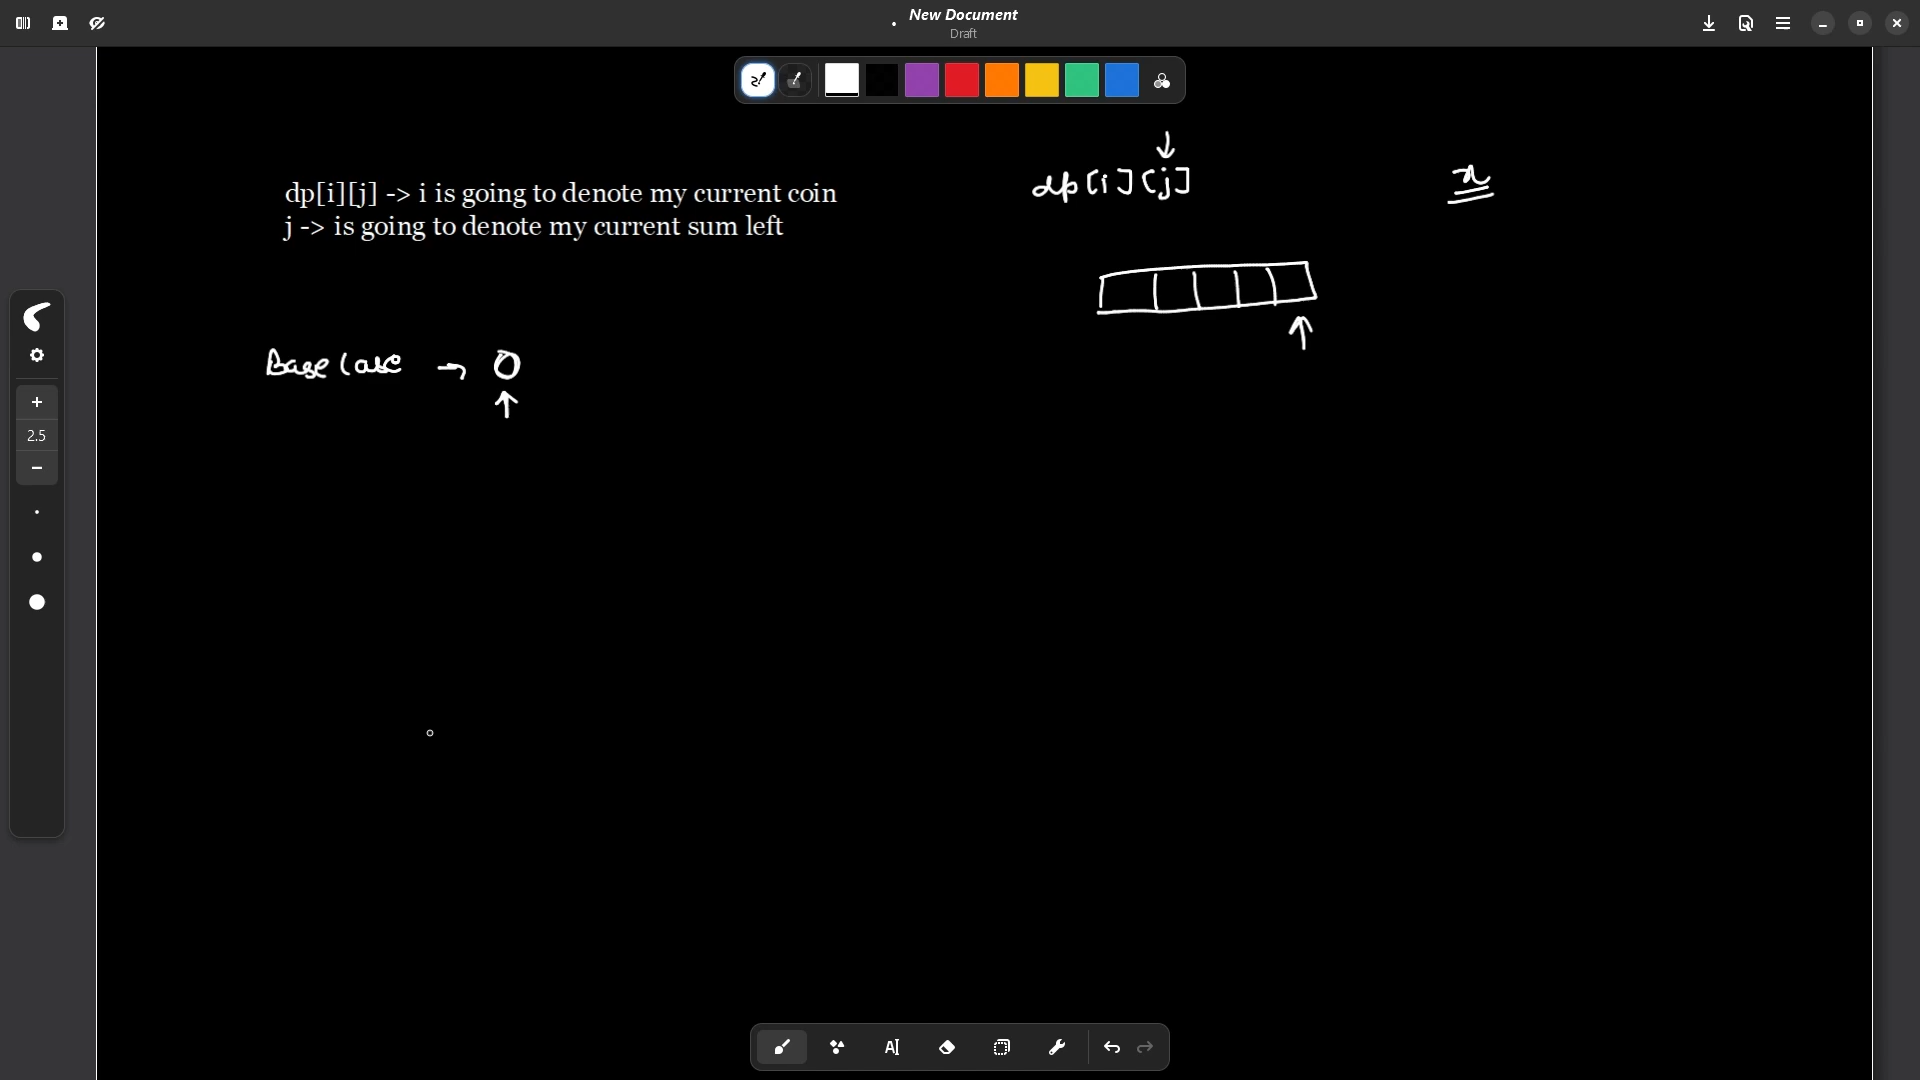 New Document
Draft
dp[i][j] -> i is going to denote my current coin
j -> is going to denote my current sum left
dp[i][j]
x
Base Case → 0
2.5
+
−
AI